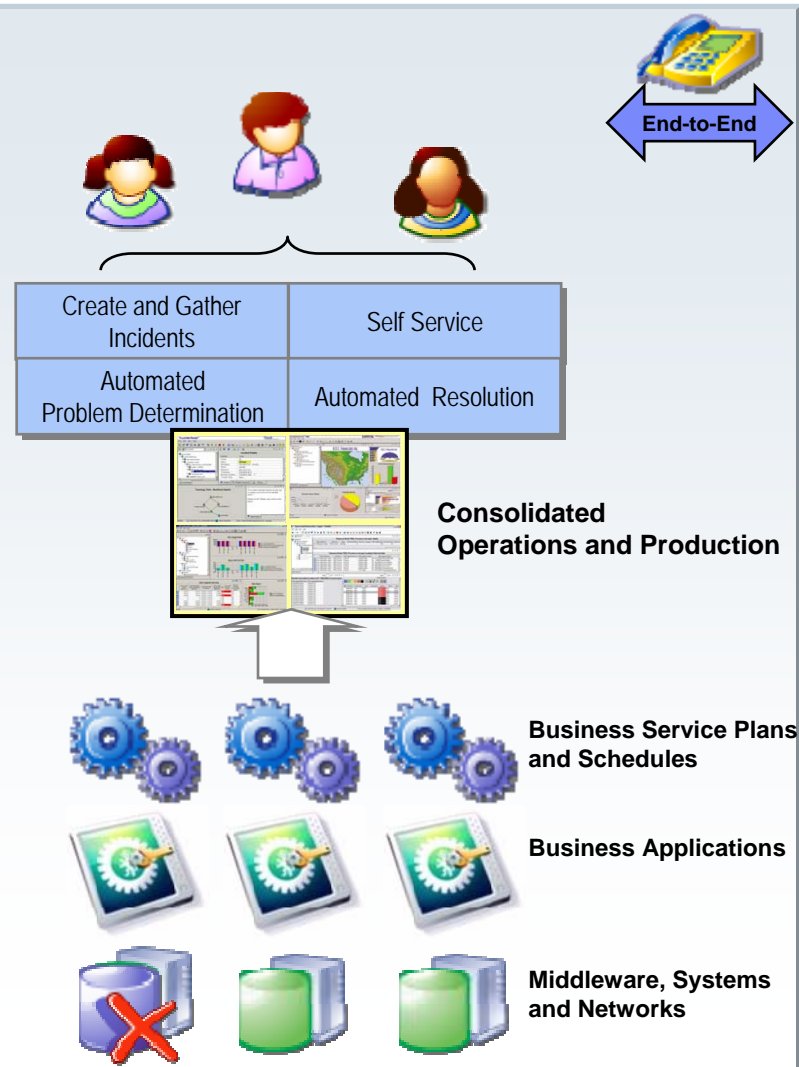 End-to-End
Create and Gather
Incidents
Self Service
Automated
Problem Determination
Automated Resolution
Consolidated
Operations and Production
Business Service Plans
and Schedules
Business Applications
Middleware, Systems
and Networks